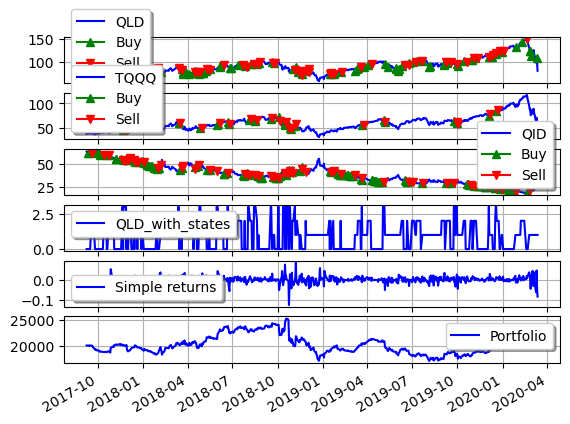 QLD
Buy
Sell
150
100
TQQQ
Buy
Sell
100
50
QID
Buy
Sell
50
25
QLD_with_states
2.5
0.0
Simple returns
0.0
−0.1
Portfolio
25000
20000
2017-10
2018-01
2018-04
2018-07
2018-10
2019-01
2019-04
2019-07
2019-10
2020-01
2020-04